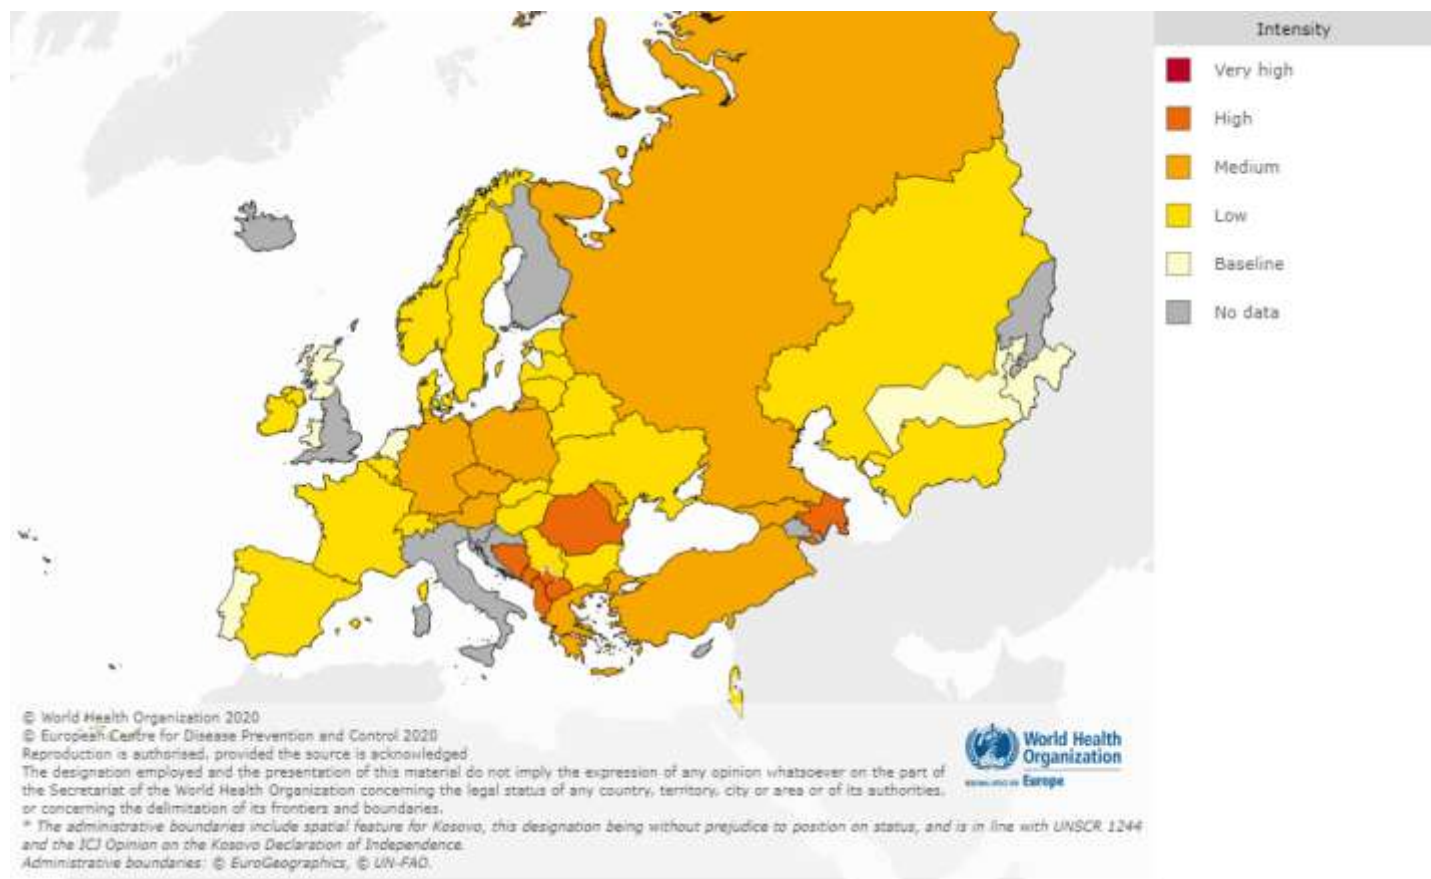 Intensity
Very high
High
Medium
Low
Baseline
No data
© World Health Organization 2020
© European Centre for Disease Prevention and Control 2020
Reproduction is authorised, provided the source is acknowledged
The designation employed and the presentation of this material do not imply the expression of any opinion whatsoever on the part of
the Secretariat of the World Health Organization concerning the legal status of any country, territory, city or area or of its authorities,
or concerning the delimitation of its frontiers and boundaries.
* The administrative boundaries include spatial feature for Kosovo, this designation being without prejudice to position on status, and is in line with UNSCR 1244
and the ICJ Opinion on the Kosovo Declaration of Independence.
Administrative boundaries: © EuroGeographics, © UN-FAO.
World Health
Organization
Europe